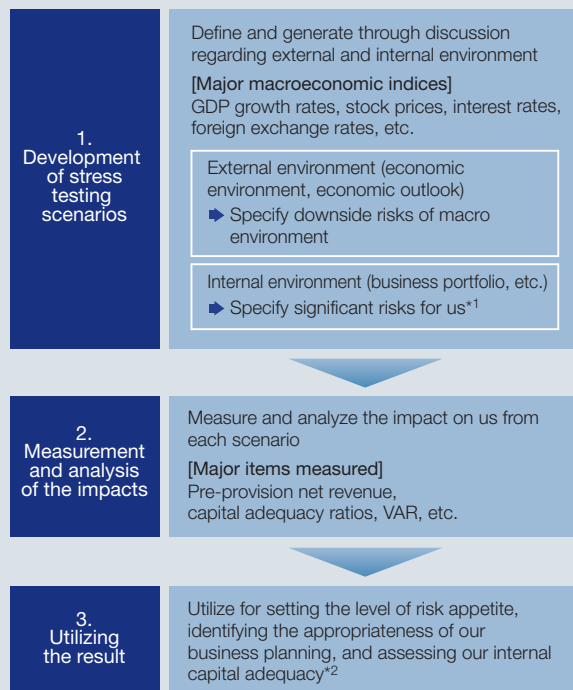 1.
Development
of stress
testing
scenarios
Define and generate through discussion
regarding external and internal environment
[Major macroeconomic indices]
GDP growth rates, stock prices, interest rates,
foreign exchange rates, etc.
External environment (economic
environment, economic outlook)
Specify downside risks of macro
environment
Internal environment (business portfolio, etc.)
Specify significant risks for us*1
2.
Measurement
and analysis
of the impacts
Measure and analyze the impact on us from
each scenario
[Major items measured]
Pre-provision net revenue,
capital adequacy ratios, VAR, etc.
3.
Utilizing
the result
Utilize for setting the level of risk appetite,
identifying the appropriateness of our
business planning, and assessing our internal
capital adequacy*2